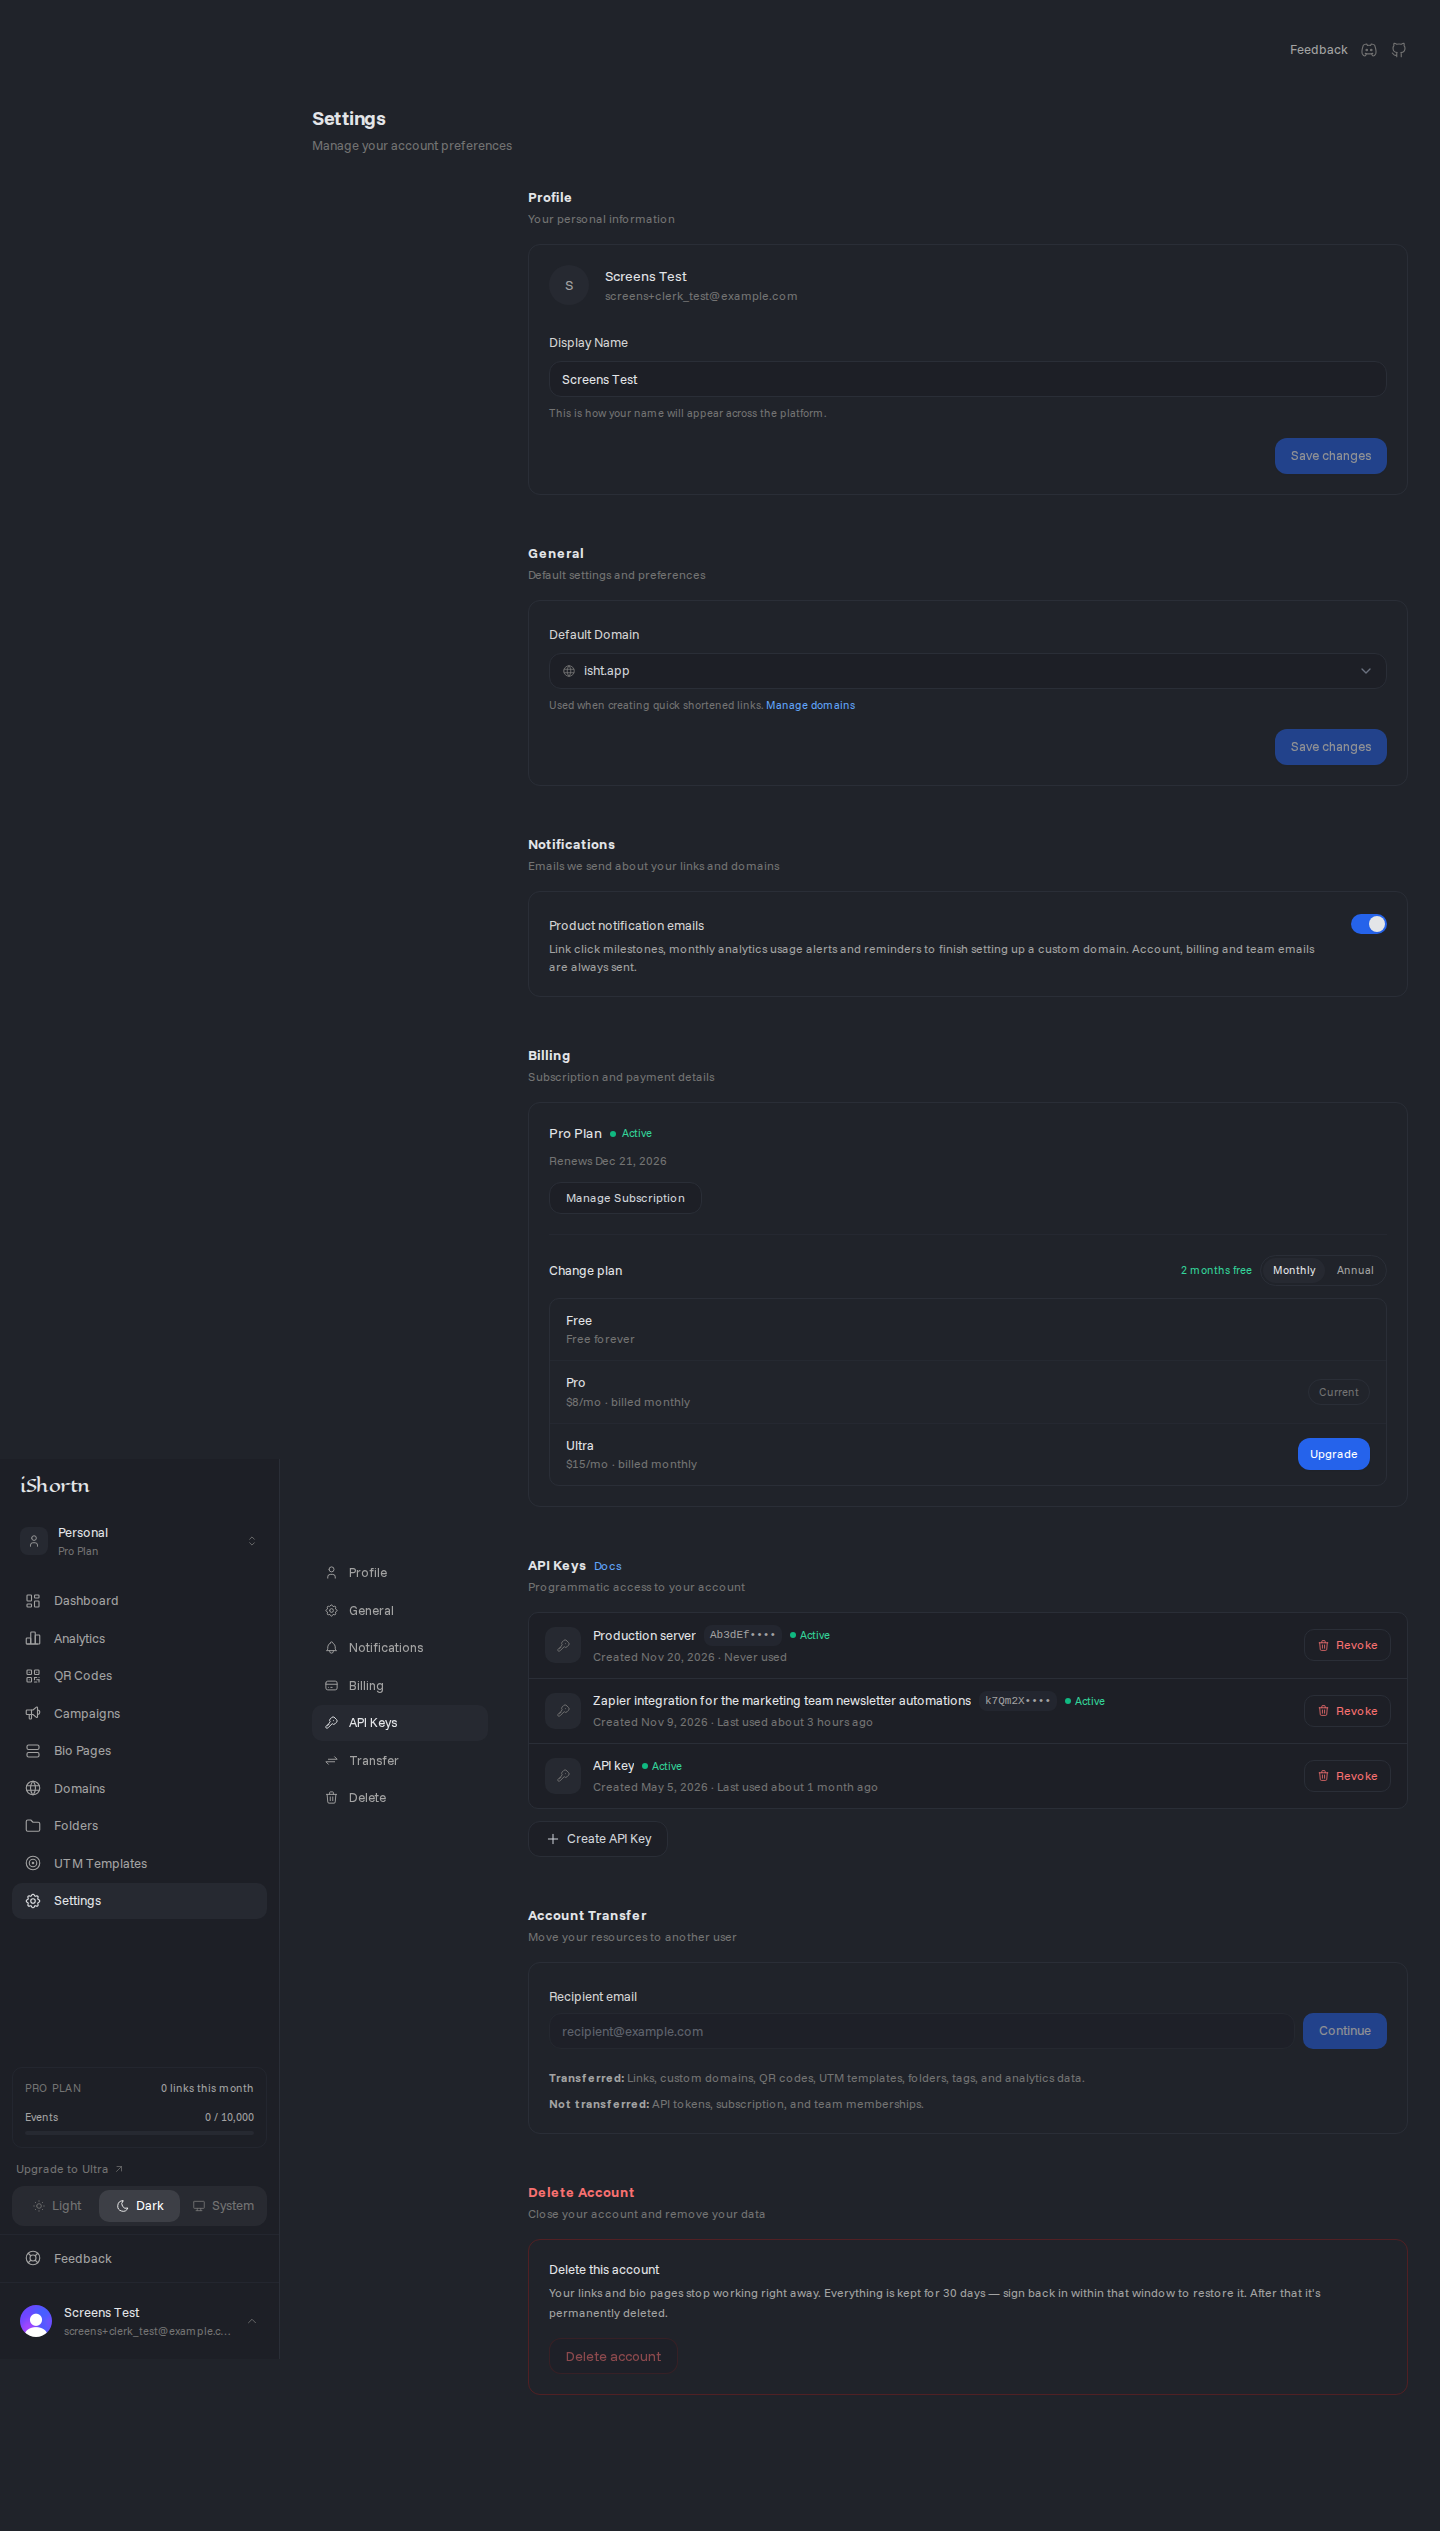 Feedback
Settings
Manage your account preferences
Profile
Your personal information
S
Screens Test
screens+clerk_test@example.com
Display Name
Screens Test
This is how your name will appear across the platform.
Save changes
General
Default settings and preferences
Default Domain
isht.app
Used when creating quick shortened links. Manage domains
Save changes
Notifications
Emails we send about your links and domains
Product notification emails
Link click milestones, monthly analytics usage alerts and reminders to finish setting up a custom domain. Account, billing and team emails
are always sent.
Billing
Subscription and payment details
Pro Plan Active
Renews Dec 21, 2026
Manage Subscription
Change plan
2 months free Monthly Annual
Free
Free forever
Pro
$8/mo · billed monthly
Current
Ultra
$15/mo · billed monthly
Upgrade
iShortn
Personal
Pro Plan
Dashboard
Analytics
QR Codes
Campaigns
Bio Pages
Domains
Folders
UTM Templates
Settings
PRO PLAN 0 links this month
Events 0 / 10,000
Upgrade to Ultra
Light Dark System
Feedback
Screens Test
screens+clerk_test@example.c...
Profile
General
Notifications
Billing
API Keys
Transfer
Delete
API Keys Docs
Programmatic access to your account
Production server Ab3dEf•••• Active
Created Nov 20, 2026 · Never used
Revoke
Zapier integration for the marketing team newsletter automations k7Qm2X•••• Active
Created Nov 9, 2026 · Last used about 3 hours ago
Revoke
API key Active
Created May 5, 2026 · Last used about 1 month ago
Revoke
Create API Key
Account Transfer
Move your resources to another user
Recipient email
recipient@example.com
Continue
Transferred: Links, custom domains, QR codes, UTM templates, folders, tags, and analytics data.
Not transferred: API tokens, subscription, and team memberships.
Delete Account
Close your account and remove your data
Delete this account
Your links and bio pages stop working right away. Everything is kept for 30 days — sign back in within that window to restore it. After that it's
permanently deleted.
Delete account